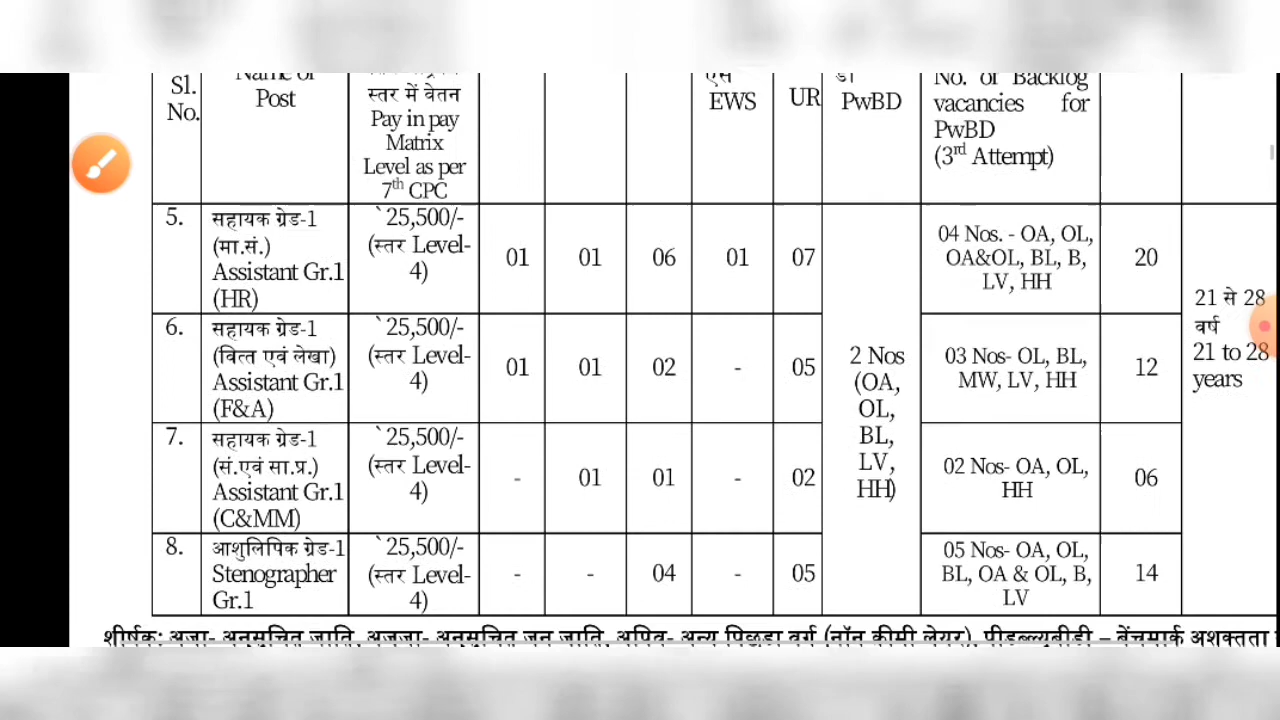 Sl.
No.
Name of
Post
स्तर में वेतन
Pay in pay
Matrix
Level as per
7th CPC
एस
EWS
UR
डी
PwBD
No. of Backlog
vacancies for
PwBD
(3rd Attempt)
5.
सहायक ग्रेड-1
(मा.सं.)
Assistant Gr.1
(HR)
`25,500/-
(स्तर Level-
4)
01
01
06
01
07
04 Nos. - OA, OL,
OA&OL, BL, B,
LV, HH
20
6.
सहायक ग्रेड-1
(वित्त एवं लेखा)
Assistant Gr.1
(F&A)
`25,500/-
(स्तर Level-
4)
01
01
02
-
05
03 Nos- OL, BL,
MW, LV, HH
12
7.
सहायक ग्रेड-1
(सं.एवं सा.प्र.)
Assistant Gr.1
(C&MM)
`25,500/-
(स्तर Level-
4)
-
01
01
-
02
02 Nos- OA, OL,
HH
06
8.
आशुलिपिक ग्रेड-1
Stenographer
Gr.1
`25,500/-
(स्तर Level-
4)
-
-
04
-
05
05 Nos- OA, OL,
BL, OA & OL, B,
LV
14
2 Nos
(OA,
OL,
BL,
LV,
HH)
21 से 28
वर्ष
21 to 28
years
शीर्षक: अजा- अनुसूचित जाति, अजजा- अनुसूचित जन जाति, अपिव- अन्य पिछड़ा वर्ग (नॉन क्रीमी लेयर), पीडब्ल्यूबीडी – बेंचमार्क अशक्तता